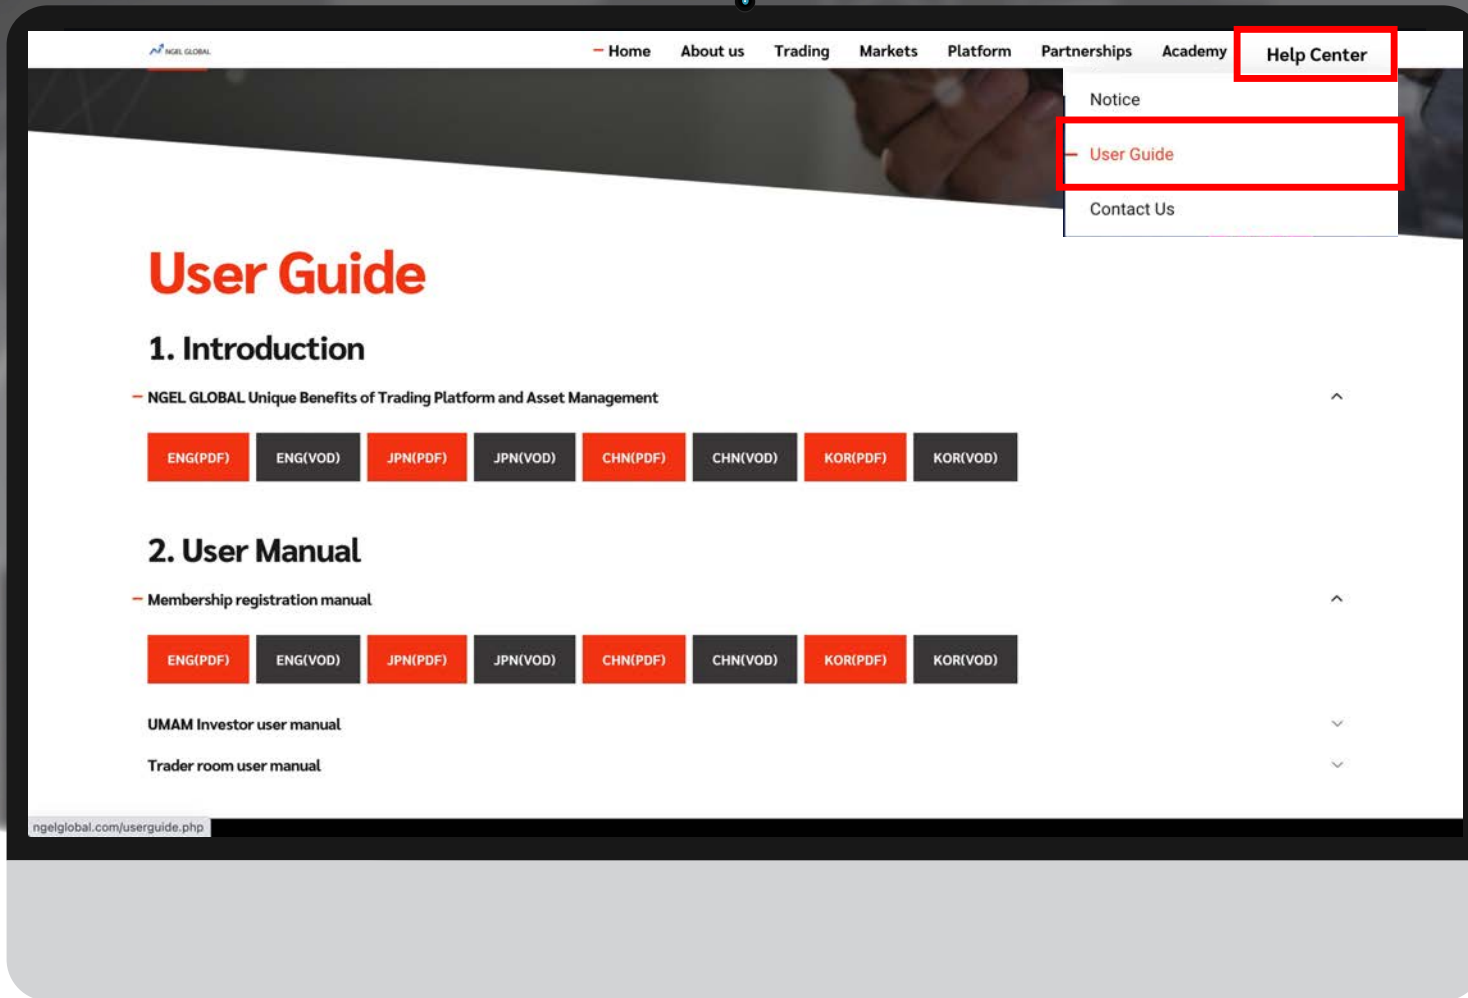 NGEL GLOBAL
Home About us Trading Markets Platform Partnerships Academy Help Center
Notice
User Guide
Contact Us
User Guide
1. Introduction
NGEL GLOBAL Unique Benefits of Trading Platform and Asset Management
ENG(PDF) ENG(VOD) JPN(PDF) JPN(VOD) CHN(PDF) CHN(VOD) KOR(PDF) KOR(VOD)
2. User Manual
Membership registration manual
ENG(PDF) ENG(VOD) JPN(PDF) JPN(VOD) CHN(PDF) CHN(VOD) KOR(PDF) KOR(VOD)
UMAM Investor user manual
Trader room user manual
ngelglobal.com/userguide.php